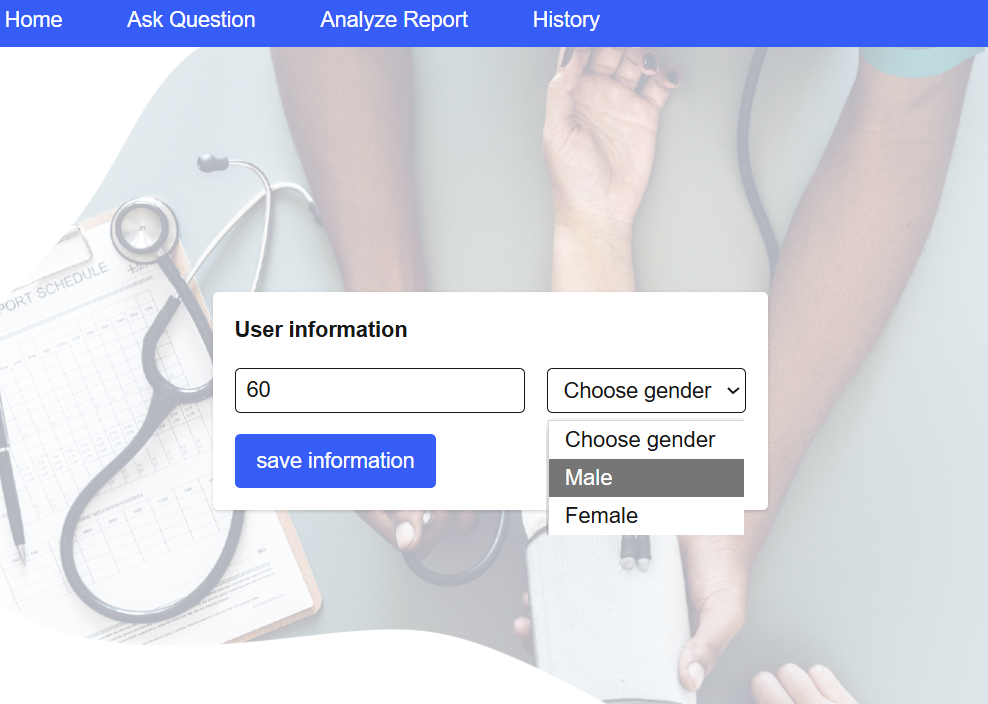 Home Ask Question Analyze Report History
PORT SCHEDULE
User information
60 Choose gender
Choose gender
save information
Male
Female